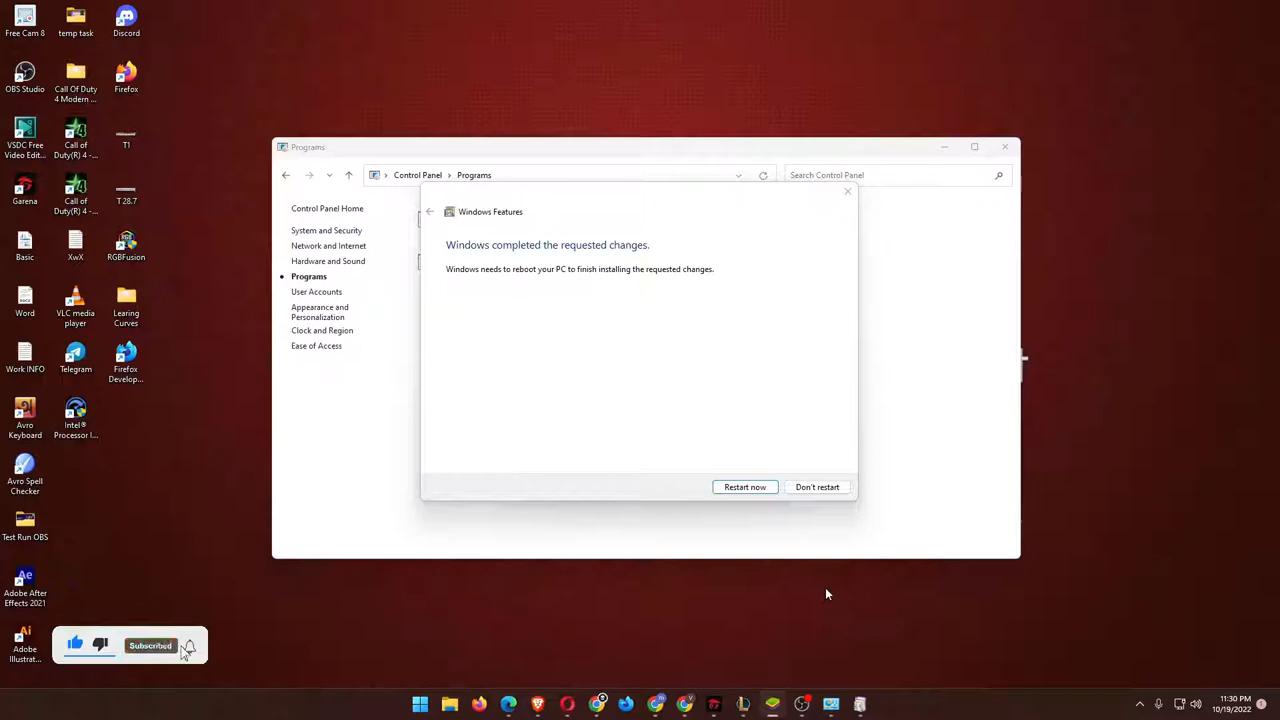 Free Cam 8
temp task
Discord
OBS Studio
Call Of Duty
4 Modern ...
Firefox
VSDC Free
Video Edit...
Call of
Duty(R) 4 -...
T1
Garena
Call of
Duty(R) 4 -...
T 28.7
Basic
XwX
RGBFusion
Word
VLC media
player
Learing
Curves
Work INFO
Telegram
Firefox
Develop...
Avro
Keyboard
Intel®
Processor I...
Avro Spell
Checker
Test Run OBS
Adobe After
Effects 2021
Adobe
Illustrat...
Subscribed
Programs
Control Panel > Programs
Search Control Panel
Control Panel Home
System and Security
Network and Internet
Hardware and Sound
Programs
User Accounts
Appearance and
Personalization
Clock and Region
Ease of Access
Windows Features
Windows completed the requested changes.
Windows needs to reboot your PC to finish installing the requested changes.
Restart now
Don't restart
11:30 PM
10/19/2022